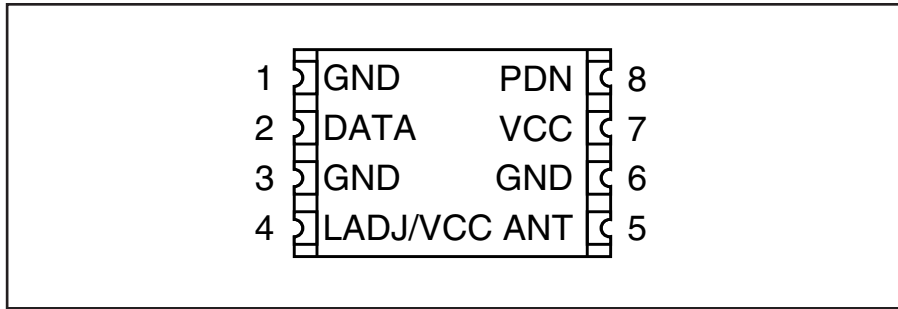 1 GND PDN 8
2 DATA VCC 7
3 GND GND 6
4 LADJ/VCC ANT 5